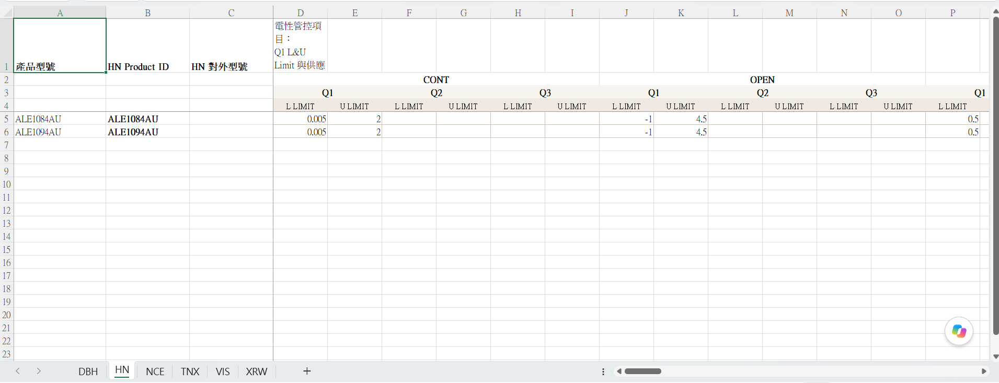 A B C D E F G H I J K L M N O P
電性管控項
目：
Q1 L&U
1 產品型號 HN Product ID HN 對外型號 Limit 與供應
2 CONT OPEN
3 Q1 Q2 Q3 Q1 Q2 Q3 Q1
4 L LIMIT U LIMIT L LIMIT U LIMIT L LIMIT U LIMIT L LIMIT U LIMIT L LIMIT U LIMIT L LIMIT U LIMIT L LIMIT
5 ALE1084AU ALE1084AU 0.005 2 -1 4.5 0.5
6 ALE1094AU ALE1094AU 0.005 2 -1 4.5 0.5
7
8
9
10
11
12
13
14
15
16
17
18
19
20
21
22
23
DBH HN NCE TNX VIS XRW +